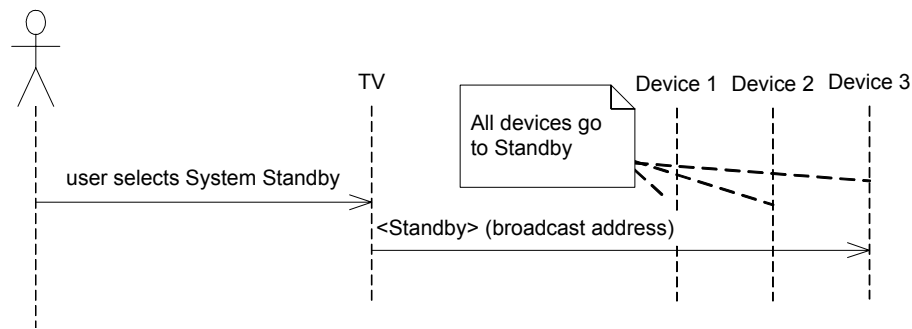 TV
Device 1 Device 2 Device 3
All devices go
to Standby
user selects System Standby
<Standby> (broadcast address)